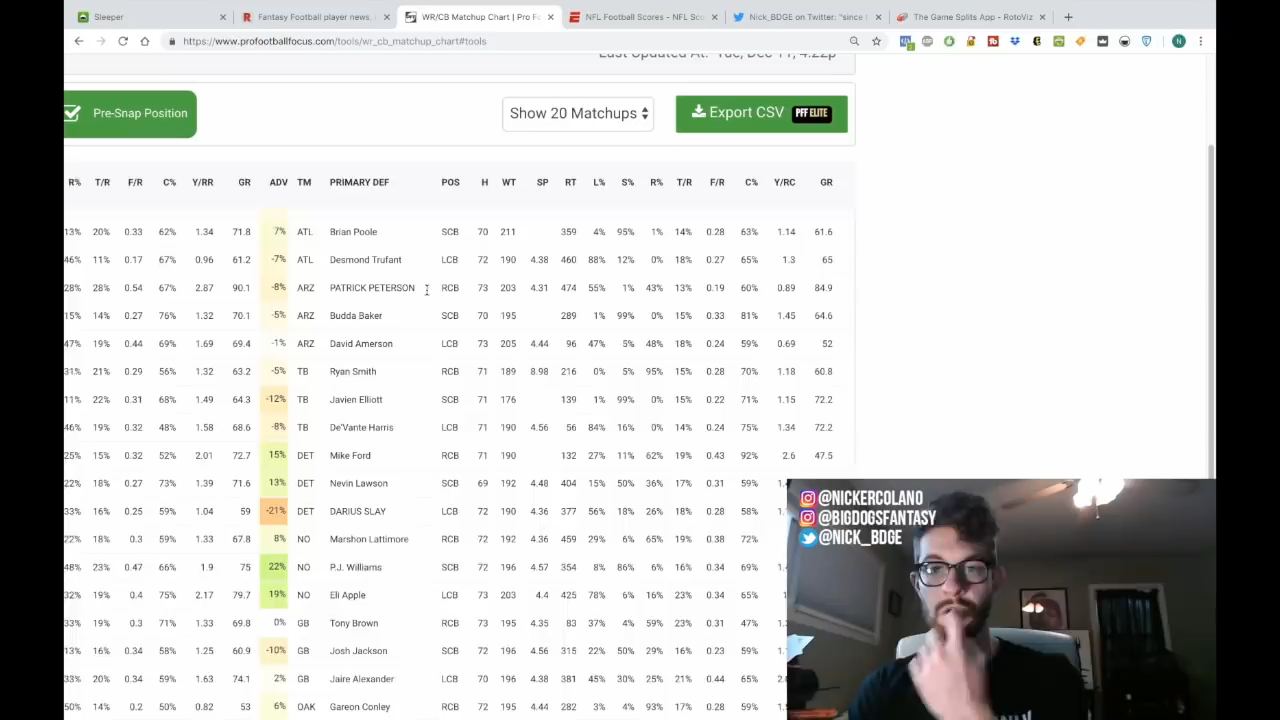 Sleeper
Fantasy Football player news,
WR/CB Matchup Chart | Pro F
NFL Football Scores - NFL Sc
Nick_BDGE on Twitter: "since
The Game Splits App - RotoViz
https://www.profootballfocus.com/tools/wr_cb_matchup_chart#tools
Last Updated At: Tue, Dec 11, 4:22p
Pre-Snap Position
Show 20 Matchups
Export CSV PFF ELITE
R% T/R F/R C% Y/RR GR ADV TM PRIMARY DEF POS H WT SP RT L% S% R% T/R F/R C% Y/RC GR
13% 20% 0.33 62% 1.34 71.8 7% ATL Brian Poole SCB 70 211 359 4% 95% 1% 14% 0.28 63% 1.14 61.6
46% 11% 0.17 67% 0.96 61.2 -7% ATL Desmond Trufant LCB 72 190 4.38 460 88% 12% 0% 18% 0.27 65% 1.3 65
28% 28% 0.54 67% 2.87 90.1 -8% ARZ PATRICK PETERSON RCB 73 203 4.31 474 55% 1% 43% 13% 0.19 60% 0.89 84.9
15% 14% 0.27 76% 1.32 70.1 -5% ARZ Budda Baker SCB 70 195 289 1% 99% 0% 15% 0.33 81% 1.45 64.6
47% 19% 0.44 69% 1.69 69.4 -1% ARZ David Amerson LCB 73 205 4.44 96 47% 5% 48% 18% 0.24 59% 0.69 52
31% 21% 0.29 56% 1.32 63.2 -5% TB Ryan Smith RCB 71 189 8.98 216 0% 5% 95% 15% 0.28 70% 1.18 60.8
11% 22% 0.31 68% 1.49 64.3 -12% TB Javien Elliott SCB 71 176 139 1% 99% 0% 15% 0.22 71% 1.15 72.2
46% 19% 0.32 48% 1.58 68.6 -8% TB De'Vante Harris LCB 71 190 4.56 56 84% 16% 0% 14% 0.24 75% 1.34 72.2
25% 15% 0.32 52% 2.01 72.7 15% DET Mike Ford RCB 71 190 132 27% 11% 62% 19% 0.43 92% 2.6 47.5
22% 18% 0.27 73% 1.39 71.6 13% DET Nevin Lawson SCB 69 192 4.48 404 15% 50% 36% 17% 0.31 59%
33% 16% 0.25 59% 1.04 59 -21% DET DARIUS SLAY LCB 72 190 4.36 377 56% 18% 26% 18% 0.28 58%
22% 18% 0.3 59% 1.33 67.8 8% NO Marshon Lattimore RCB 72 192 4.36 459 29% 6% 65% 19% 0.38 72%
48% 23% 0.47 66% 1.9 75 22% NO P.J. Williams SCB 72 196 4.57 354 8% 86% 6% 16% 0.34 69%
32% 19% 0.4 75% 2.17 79.7 19% NO Eli Apple LCB 73 203 4.4 425 78% 6% 16% 23% 0.34 65%
33% 19% 0.3 71% 1.33 69.8 0% GB Tony Brown RCB 73 195 4.35 83 37% 4% 59% 23% 0.31 47%
13% 16% 0.34 58% 1.25 60.9 -10% GB Josh Jackson SCB 72 196 4.56 315 22% 50% 29% 16% 0.23 59%
33% 20% 0.34 59% 1.63 74.1 2% GB Jaire Alexander LCB 72 196 4.38 381 45% 30% 25% 21% 0.44 65%
50% 14% 0.2 50% 0.82 53 6% OAK Gareon Conley RCB 72 195 4.44 282 3% 4% 93% 17% 0.28 59%
@NICKERCOLANO
@BIGDOGSFANTASY
@NICK_BDGE